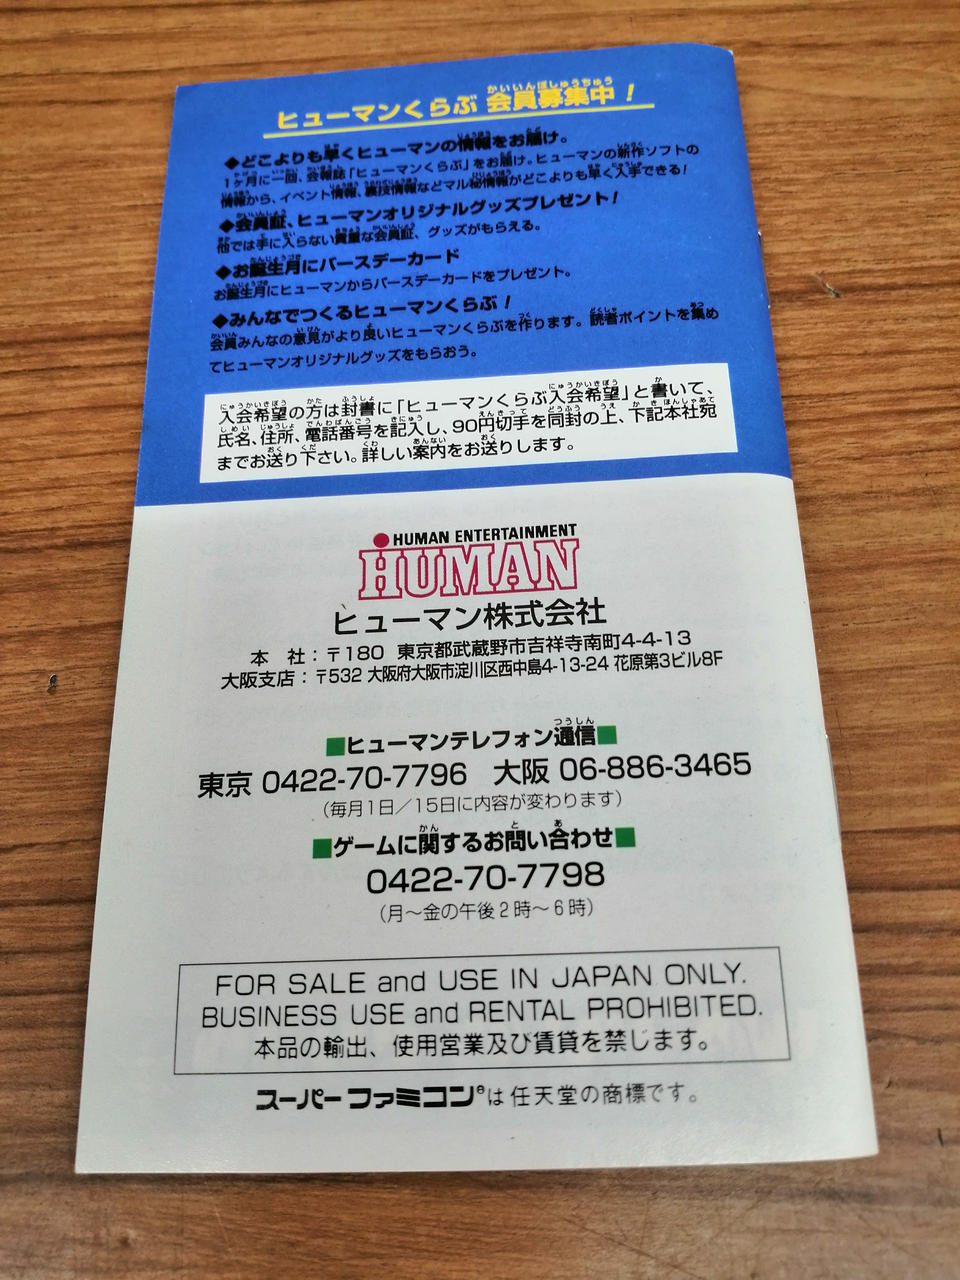 ヒューマンくらぶ 会員募集中！
◆どこよりも早くヒューマンの情報をお届け。
1ヶ月に一回、会報誌「ヒューマンくらぶ」をお届け。ヒューマンの新作ソフトの
情報から、イベント情報、裏技情報などマル秘情報がどこよりも早く入手できる!
◆会員証、ヒューマンオリジナルグッズプレゼント!
他では手に入らない貴重な会員証、グッズがもらえる。
◆お誕生月にバースデーカード
お誕生月にヒューマンからバースデーカードをプレゼント。
◆みんなでつくるヒューマンくらぶ！
会員みんなの意見がより良いヒューマンくらぶを作ります。読者ポイントを集め
てヒューマンオリジナルグッズをもらおう。
入会希望の方は封書に「ヒューマンくらぶ入会希望」と書いて、
氏名、住所、電話番号を記入し、90円切手を同封の上、下記本社宛
までお送り下さい。詳しい案内をお送りします。
HUMAN ENTERTAINMENT
HUMAN
ヒューマン株式会社
本 社：〒180 東京都武蔵野市吉祥寺南町4-4-13
大阪支店：〒532 大阪府大阪市淀川区西中島4-13-24 花原第3ビル8F
■ヒューマンテレフォン通信■
東京 0422-70-7796 大阪 06-886-3465
（毎月1日／15日に内容が変わります）
■ゲームに関するお問い合わせ■
0422-70-7798
（月～金の午後2時～6時）
FOR SALE and USE IN JAPAN ONLY.
BUSINESS USE and RENTAL PROHIBITED.
本品の輸出、使用営業及び賃貸を禁じます。
スーパーファミコン®は任天堂の商標です。